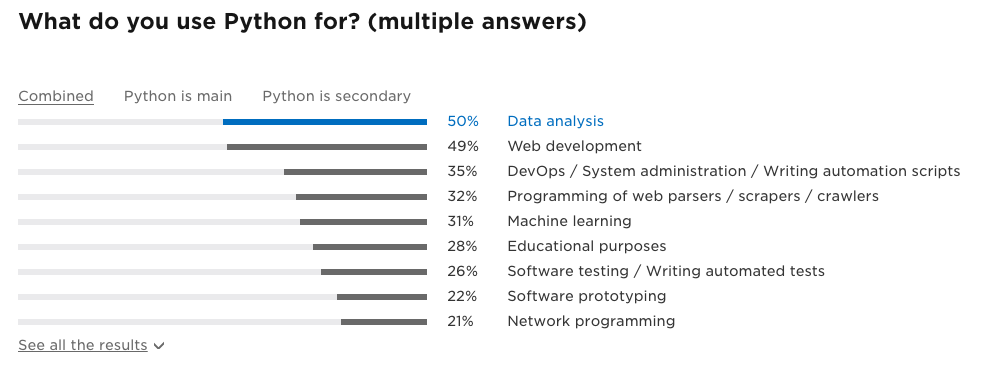 What do you use Python for? (multiple answers)
Combined Python is main Python is secondary
50% Data analysis
49% Web development
35% DevOps / System administration / Writing automation scripts
32% Programming of web parsers / scrapers / crawlers
31% Machine learning
28% Educational purposes
26% Software testing / Writing automated tests
22% Software prototyping
21% Network programming
See all the results